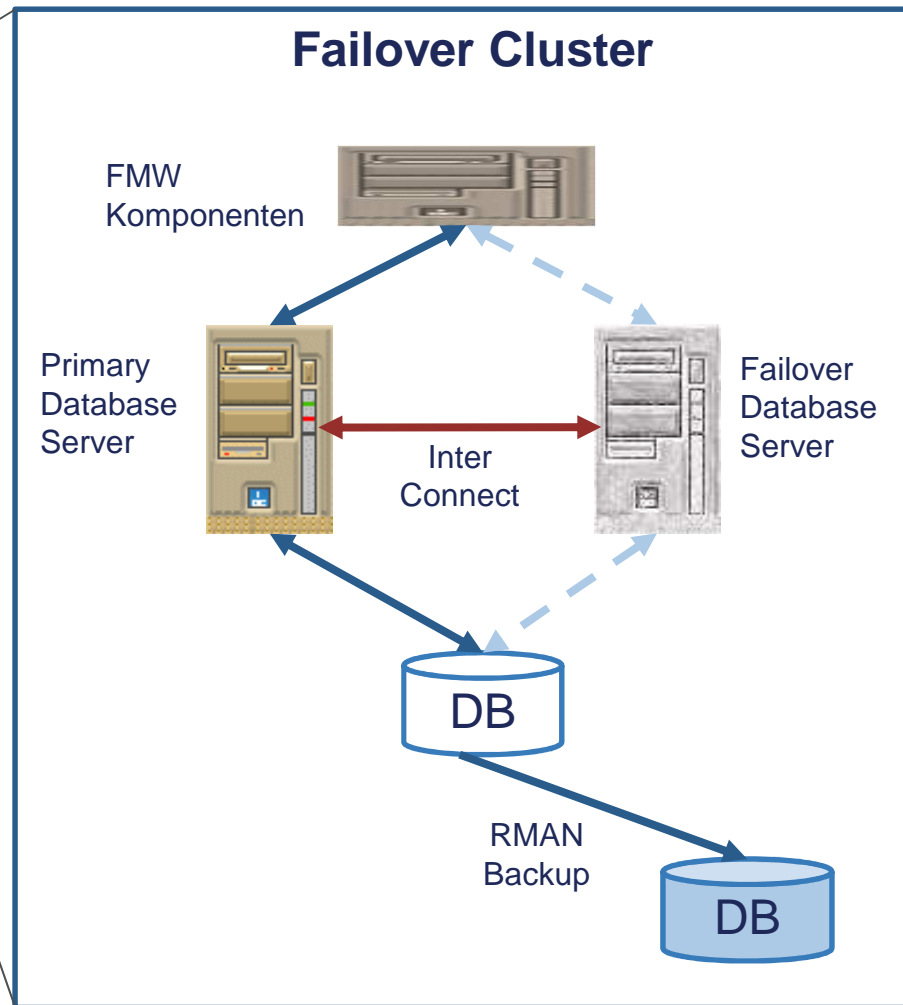 Failover Cluster
FMW
Komponenten
Primary
Database
Server
Failover
Database
Server
Inter
Connect
DB
RMAN
Backup
DB